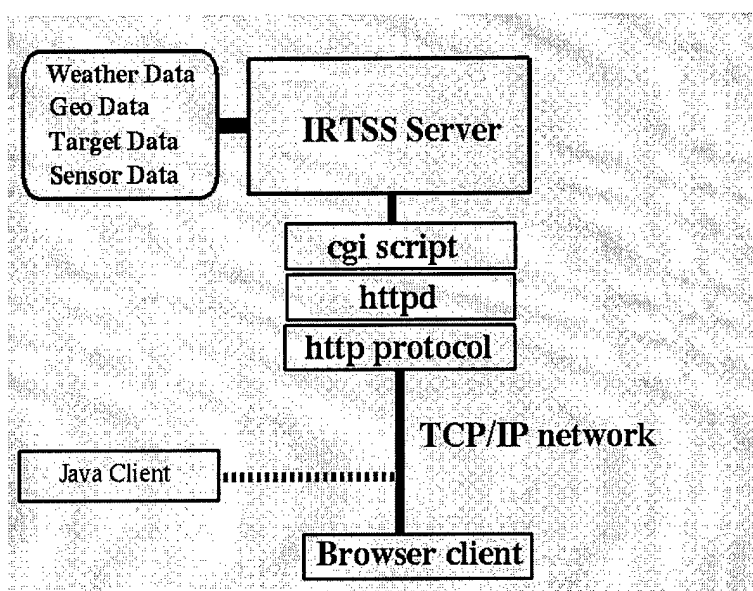 Weather Data
Geo Data
Target Data
Sensor Data
IRTSS Server
cgi script
httpd
http protocol
TCP/IP network
Java Client
Browser client